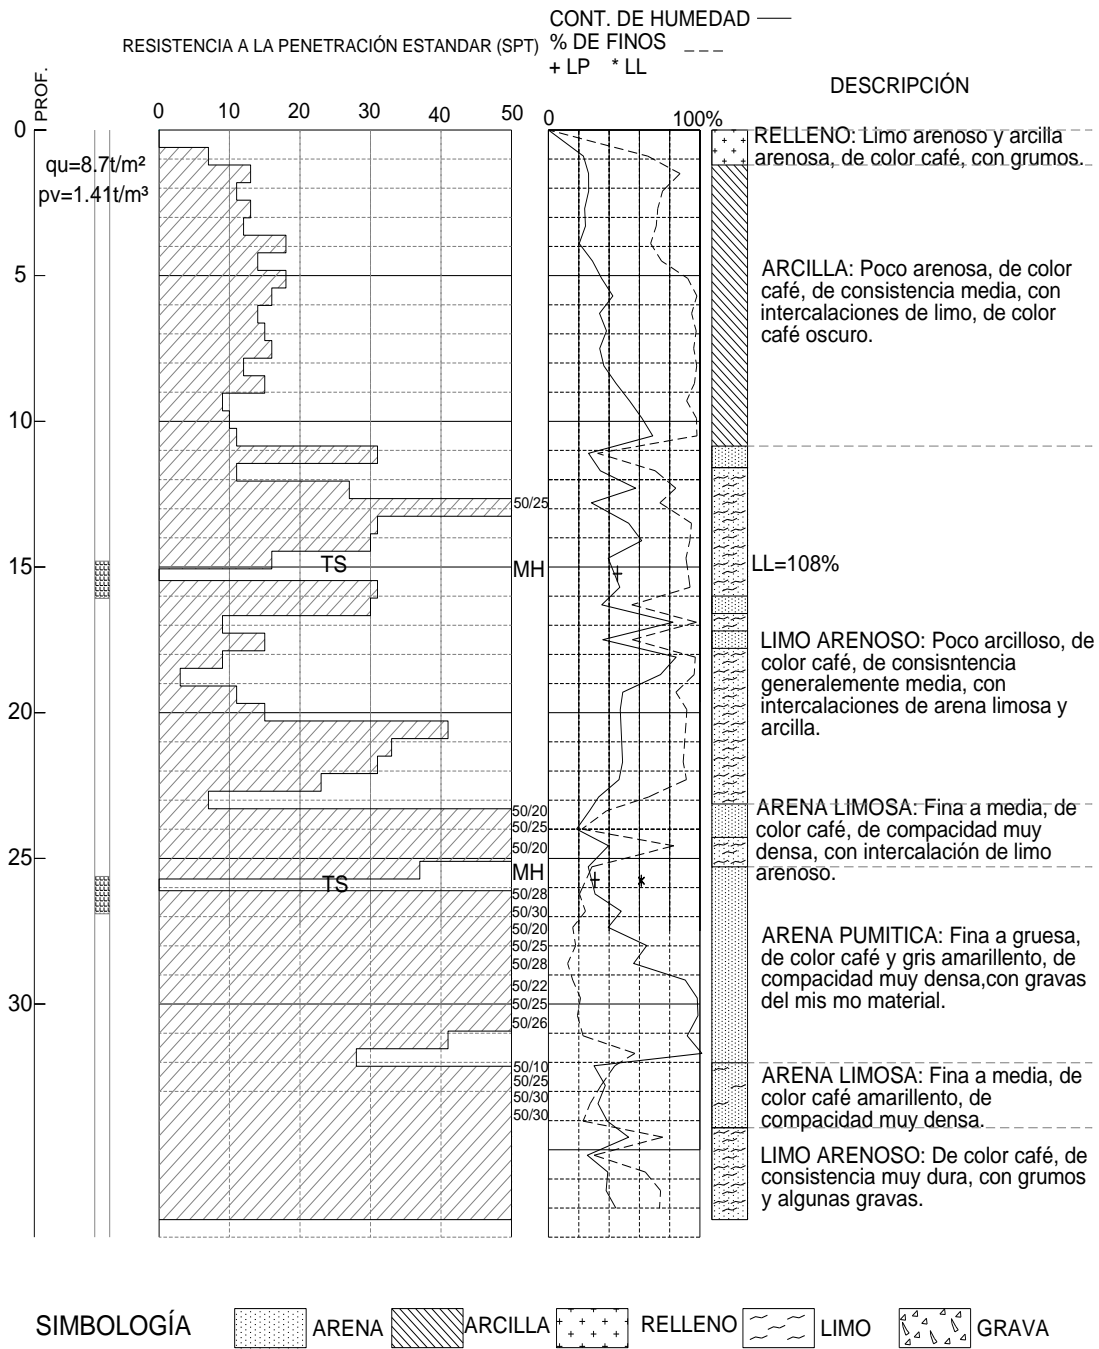 CONT. DE HUMEDAD
RESISTENCIA A LA PENETRACIÓN ESTANDAR (SPT)
% DE FINOS
+ LP * LL
PROF.
DESCRIPCIÓN
0 10 20 30 40 50
0 100%
0
qu=8.7t/m²
pv=1.41t/m³
RELLENO: Limo arenoso y arcilla
arenosa, de color café, con grumos.
5
ARCILLA: Poco arenosa, de color
café, de consistencia media, con
intercalaciones de limo, de color
café oscuro.
10
50/25
15
TS
MH
LL=108%
LIMO ARENOSO: Poco arcilloso, de
color café, de consisntencia
generalemente media, con
intercalaciones de arena limosa y
arcilla.
20
50/20
50/25
50/20
ARENA LIMOSA: Fina a media, de
color café, de compacidad muy
densa, con intercalación de limo
arenoso.
25
MH
TS
50/28
50/30
50/20
50/25
50/28
50/22
50/25
50/26
ARENA PUMITICA: Fina a gruesa,
de color café y gris amarillento, de
compacidad muy densa,con gravas
del mis mo material.
30
50/10
50/25
50/30
50/30
ARENA LIMOSA: Fina a media, de
color café amarillento, de
compacidad muy densa.
LIMO ARENOSO: De color café, de
consistencia muy dura, con grumos
y algunas gravas.
SIMBOLOGÍA ARENA ARCILLA RELLENO LIMO GRAVA